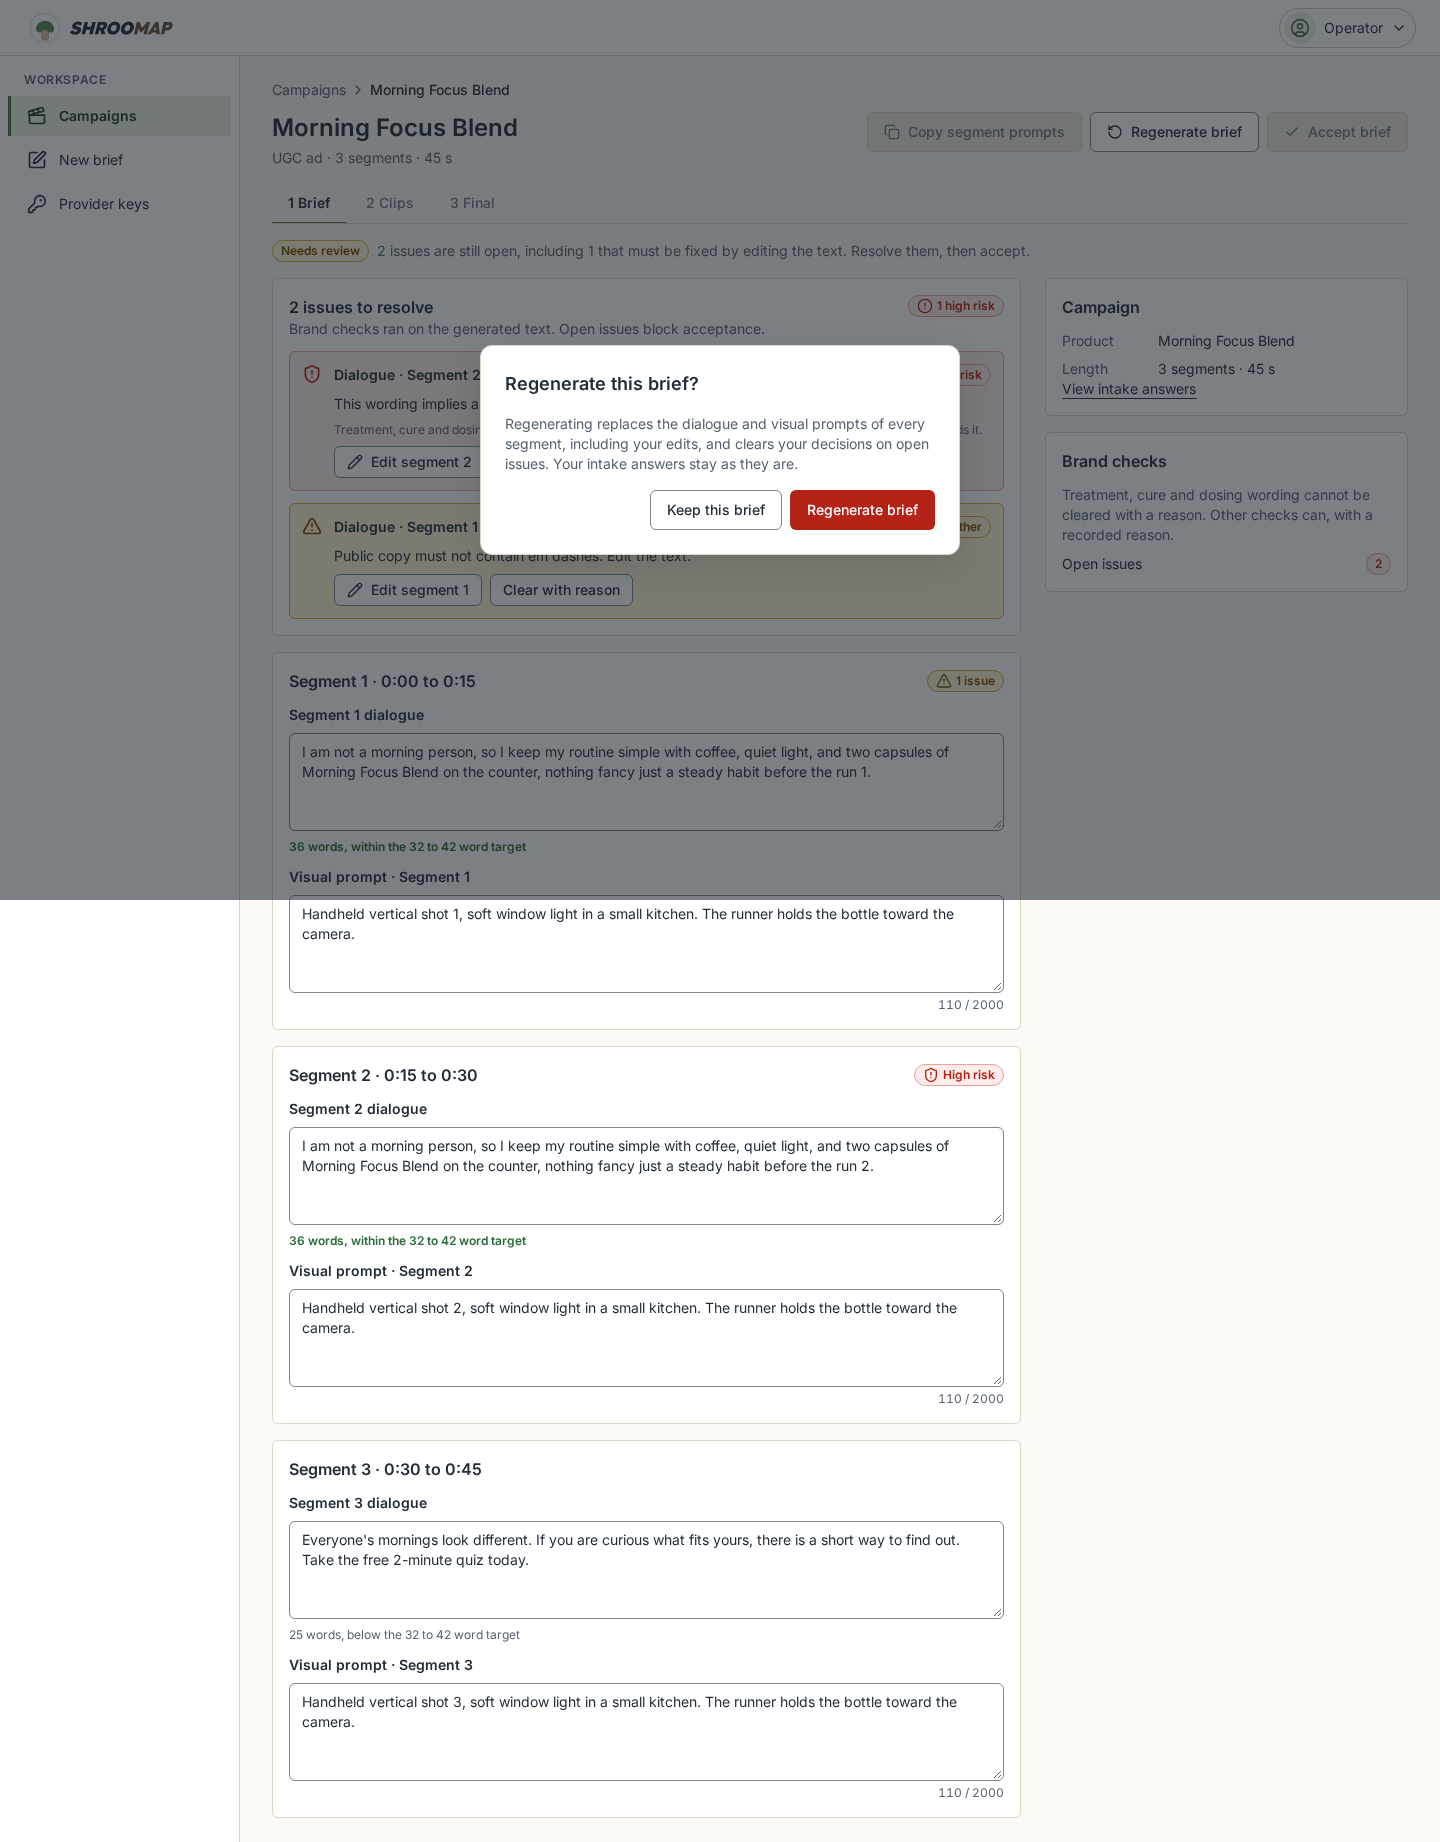 SHROOMAP
Operator
WORKSPACE
Campaigns
New brief
Provider keys
Campaigns > Morning Focus Blend
Morning Focus Blend
UGC ad · 3 segments · 45 s
Copy segment prompts
Regenerate brief
Accept brief
1 Brief
2 Clips
3 Final
Needs review
2 issues are still open, including 1 that must be fixed by editing the text. Resolve them, then accept.
2 issues to resolve
1 high risk
Brand checks ran on the generated text. Open issues block acceptance.
Dialogue · Segment 2
risk
This wording implies a
Treatment, cure and dosin
ds it.
Edit segment 2
Dialogue · Segment 1
ther
Public copy must not contain em dashes. Edit the text.
Edit segment 1
Clear with reason
Regenerate this brief?
Regenerating replaces the dialogue and visual prompts of every
segment, including your edits, and clears your decisions on open
issues. Your intake answers stay as they are.
Keep this brief
Regenerate brief
Campaign
Product Morning Focus Blend
Length 3 segments · 45 s
View intake answers
Brand checks
Treatment, cure and dosing wording cannot be
cleared with a reason. Other checks can, with a
recorded reason.
Open issues 2
Segment 1 · 0:00 to 0:15
1 issue
Segment 1 dialogue
I am not a morning person, so I keep my routine simple with coffee, quiet light, and two capsules of
Morning Focus Blend on the counter, nothing fancy just a steady habit before the run 1.
36 words, within the 32 to 42 word target
Visual prompt · Segment 1
Handheld vertical shot 1, soft window light in a small kitchen. The runner holds the bottle toward the
camera.
110 / 2000
Segment 2 · 0:15 to 0:30
High risk
Segment 2 dialogue
I am not a morning person, so I keep my routine simple with coffee, quiet light, and two capsules of
Morning Focus Blend on the counter, nothing fancy just a steady habit before the run 2.
36 words, within the 32 to 42 word target
Visual prompt · Segment 2
Handheld vertical shot 2, soft window light in a small kitchen. The runner holds the bottle toward the
camera.
110 / 2000
Segment 3 · 0:30 to 0:45
Segment 3 dialogue
Everyone's mornings look different. If you are curious what fits yours, there is a short way to find out.
Take the free 2-minute quiz today.
25 words, below the 32 to 42 word target
Visual prompt · Segment 3
Handheld vertical shot 3, soft window light in a small kitchen. The runner holds the bottle toward the
camera.
110 / 2000